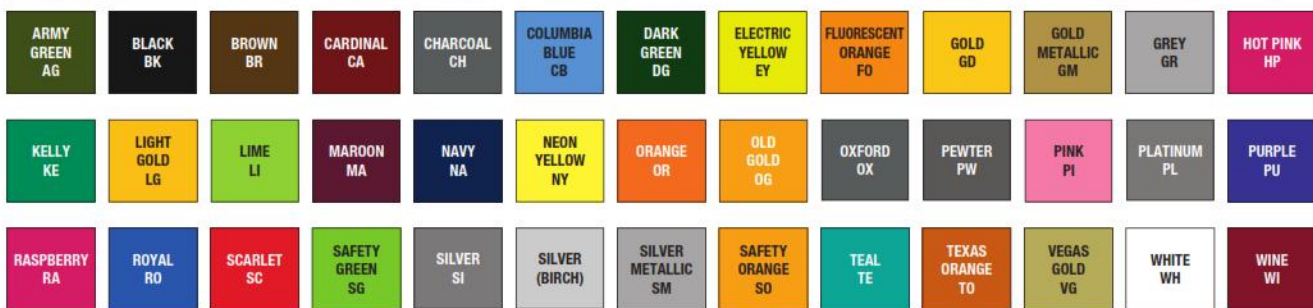 ARMY
GREEN
AG
BLACK
BK
BROWN
BR
CARDINAL
CA
CHARCOAL
CH
COLUMBIA
BLUE
CB
DARK
GREEN
DG
ELECTRIC
YELLOW
EY
FLUORESCENT
ORANGE
FO
GOLD
GD
GOLD
METALLIC
GM
GREY
GR
HOT PINK
HP
KELLY
KE
LIGHT
GOLD
LG
LIME
LI
MAROON
MA
NAVY
NA
NEON
YELLOW
NY
ORANGE
OR
OLD
GOLD
OG
OXFORD
OX
PEWTER
PW
PINK
PI
PLATINUM
PL
PURPLE
PU
RASPBERRY
RA
ROYAL
RO
SCARLET
SC
SAFETY
GREEN
SG
SILVER
SI
SILVER
(BIRCH)
SILVER
METALLIC
SM
SAFETY
ORANGE
SO
TEAL
TE
TEXAS
ORANGE
TO
VEGAS
GOLD
VG
WHITE
WH
WINE
WI